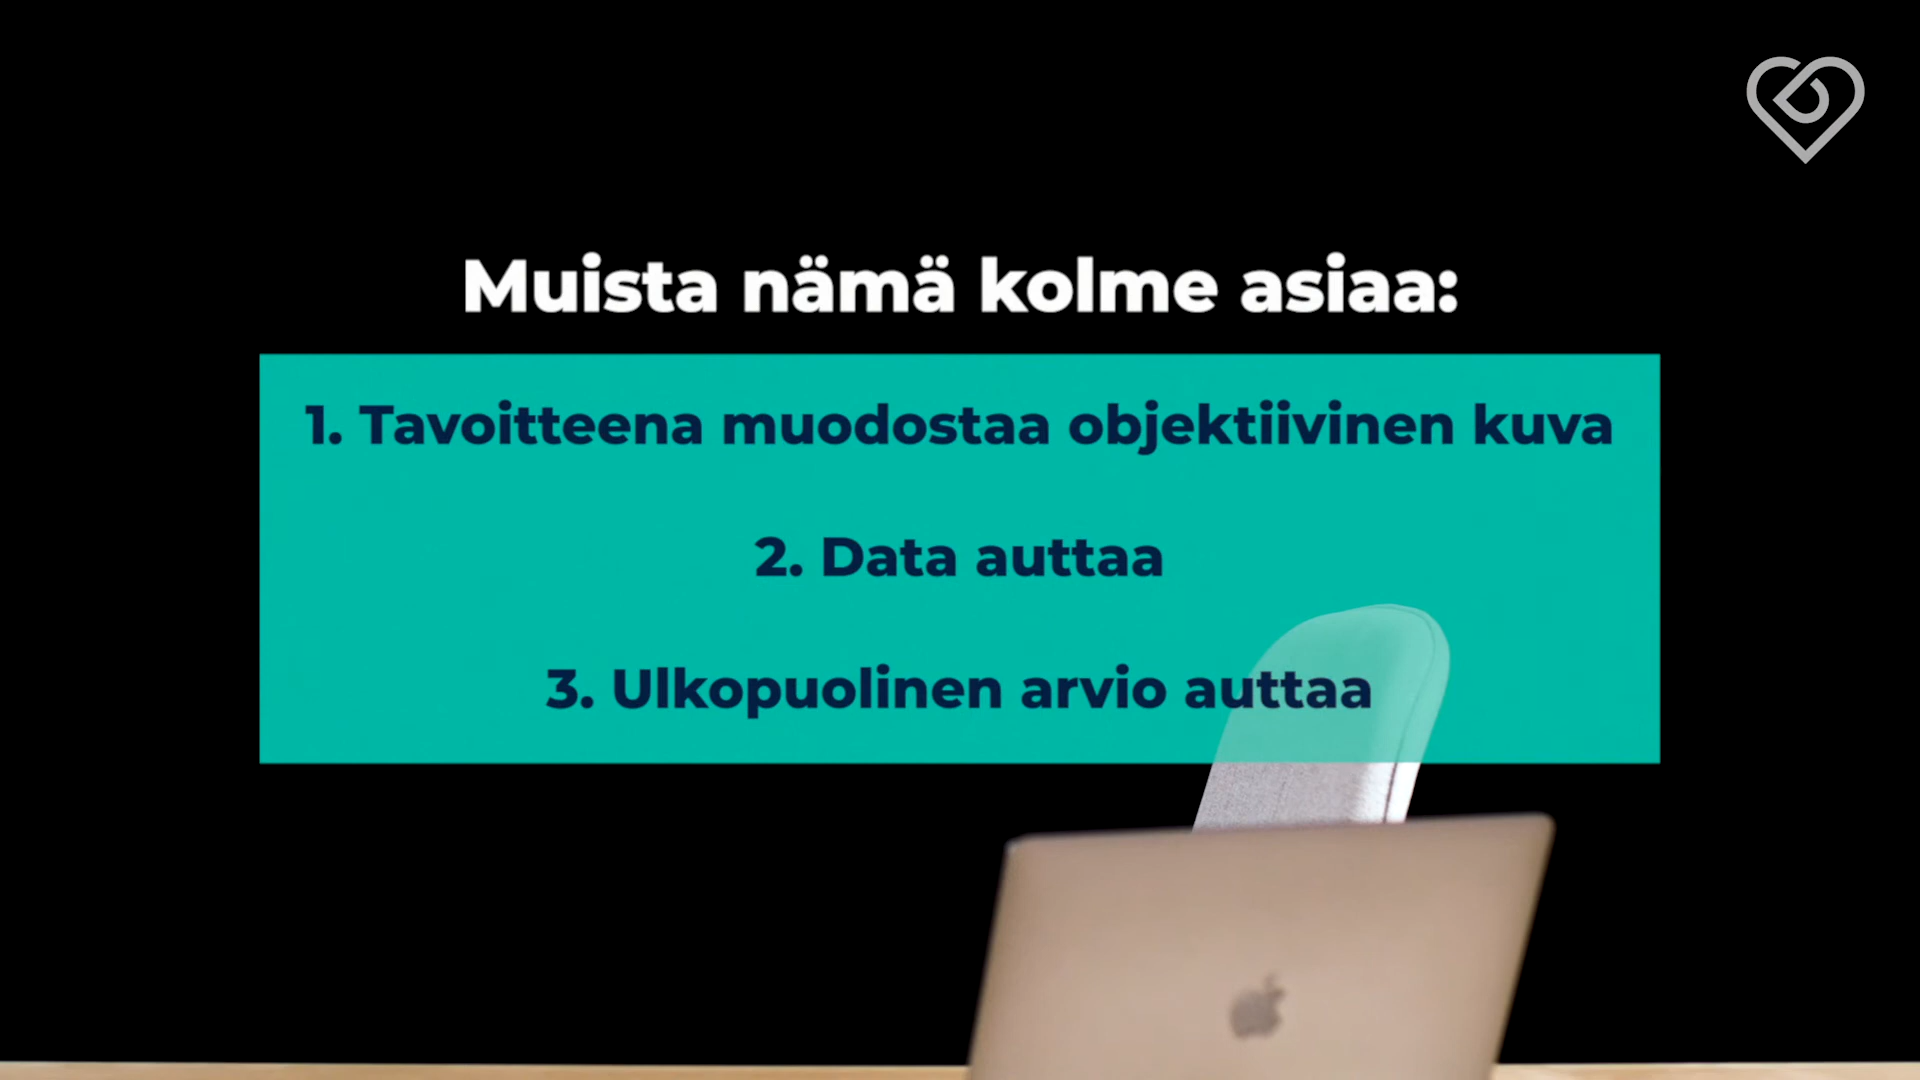 Muista nämä kolme asiaa:
1. Tavoitteena muodostaa objektiivinen kuva
2. Data auttaa
3. Ulkopuolinen arvio auttaa